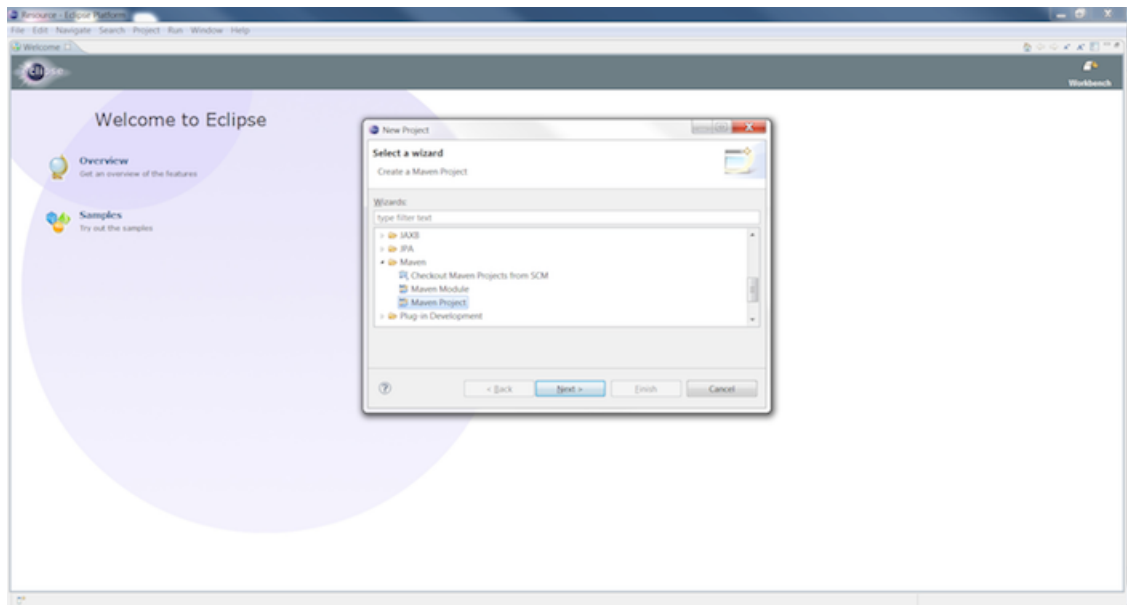 Resource - Eclipse Platform
File Edit Navigate Search Project Run Window Help
Welcome
eclipse
Workbench
Welcome to Eclipse
Overview
Get an overview of the features
Samples
Try out the samples
New Project
Select a wizard
Create a Maven Project
Wizards:
type filter text
JAXB
JPA
Maven
Checkout Maven Projects from SCM
Maven Module
Maven Project
Plug-in Development
< Back Next > Finish Cancel